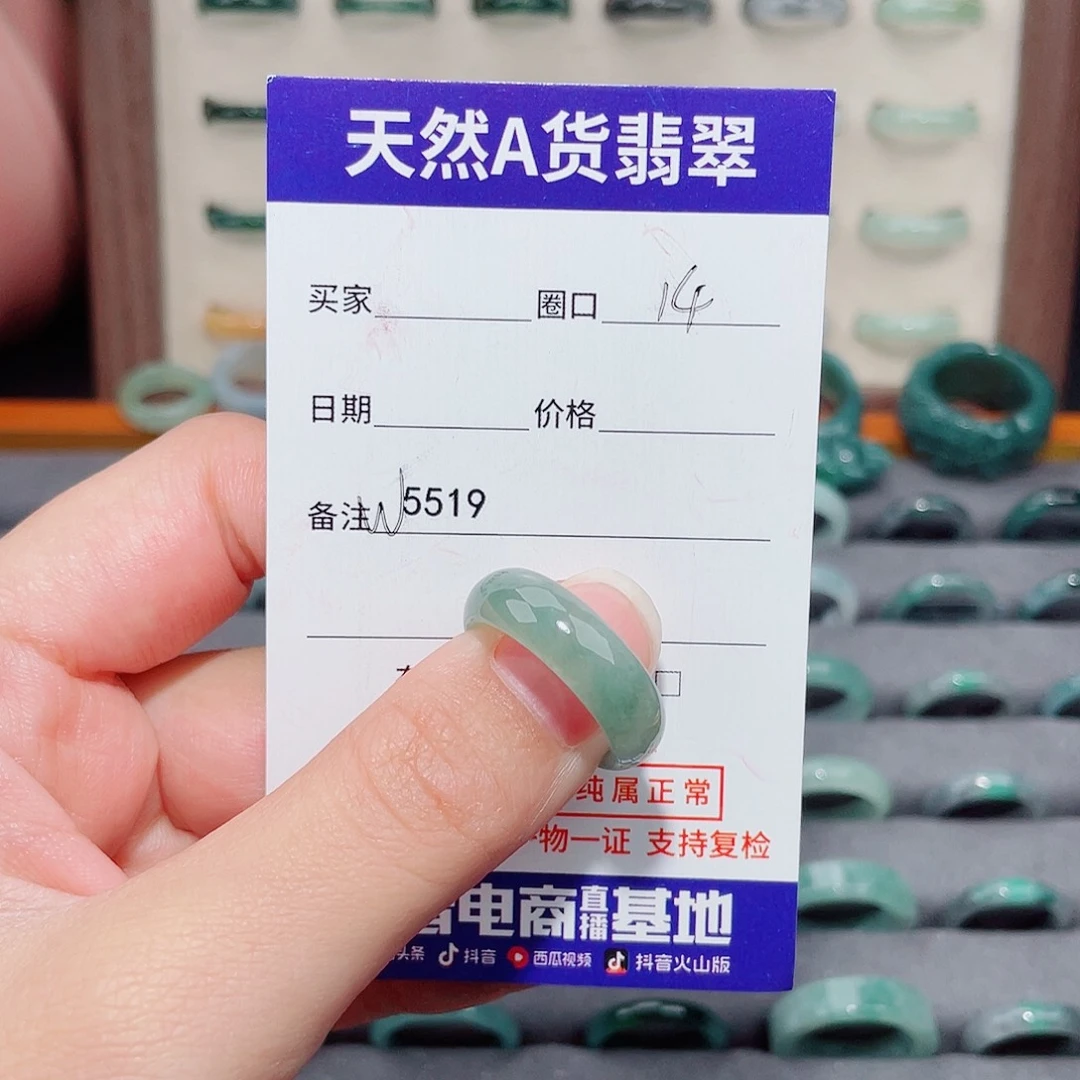 天然A货翡翠
买家 圈口 14
日期 价格
备注 W5519
纯属正常
物一证 支持复检
电商直播基地
头条 抖音 西瓜视频 抖音火山版